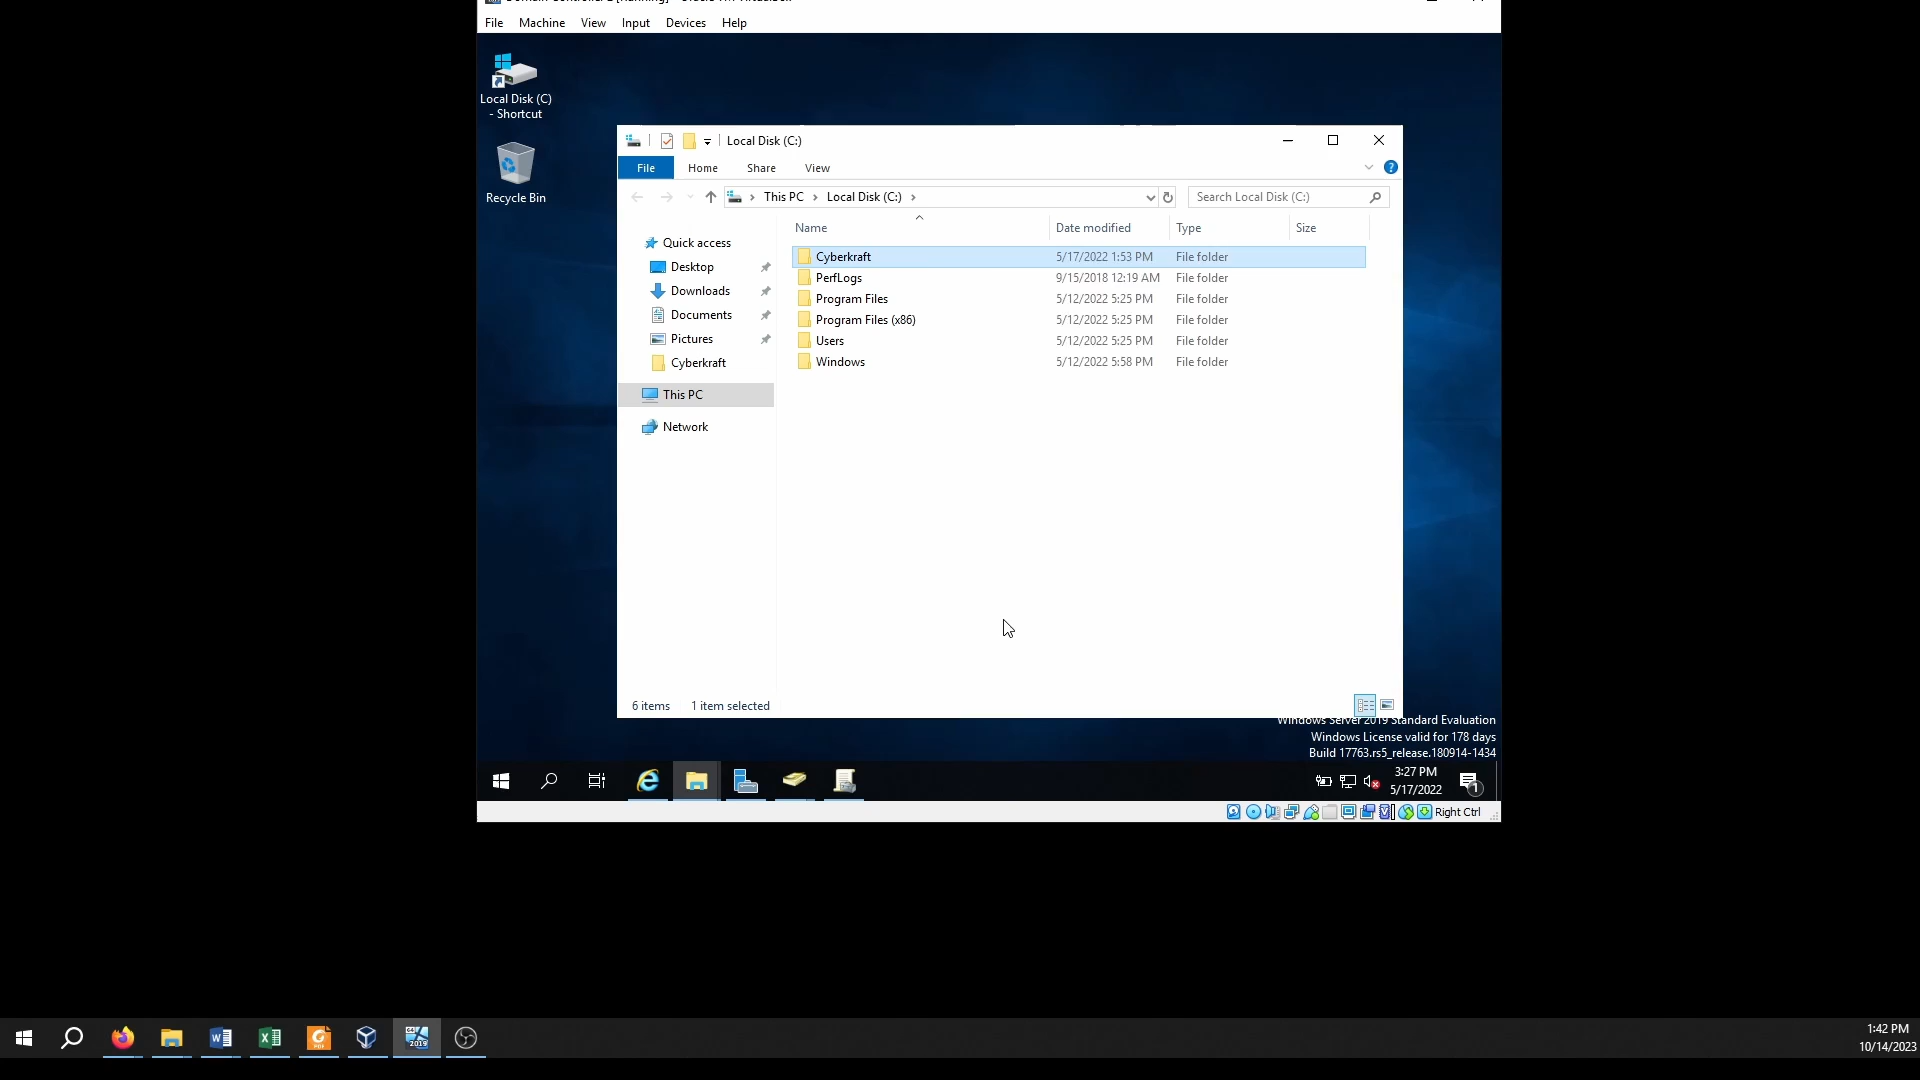 File Machine View Input Devices Help
Local Disk (C)
- Shortcut
Recycle Bin
Local Disk (C:)
File Home Share View
This PC Local Disk (C:)
Search Local Disk (C:)
Name Date modified Type Size
Quick access
Desktop
Downloads
Documents
Pictures
Cyberkraft
This PC
Network
Cyberkraft 5/17/2022 1:53 PM File folder
PerfLogs 9/15/2018 12:19 AM File folder
Program Files 5/12/2022 5:25 PM File folder
Program Files (x86) 5/12/2022 5:25 PM File folder
Users 5/12/2022 5:25 PM File folder
Windows 5/12/2022 5:58 PM File folder
6 items 1 item selected
Windows Server 2019 Standard Evaluation
Windows License valid for 178 days
Build 17763.rs5_release.180914-1434
3:27 PM
5/17/2022
1
Right Ctrl
1:42 PM
10/14/2023